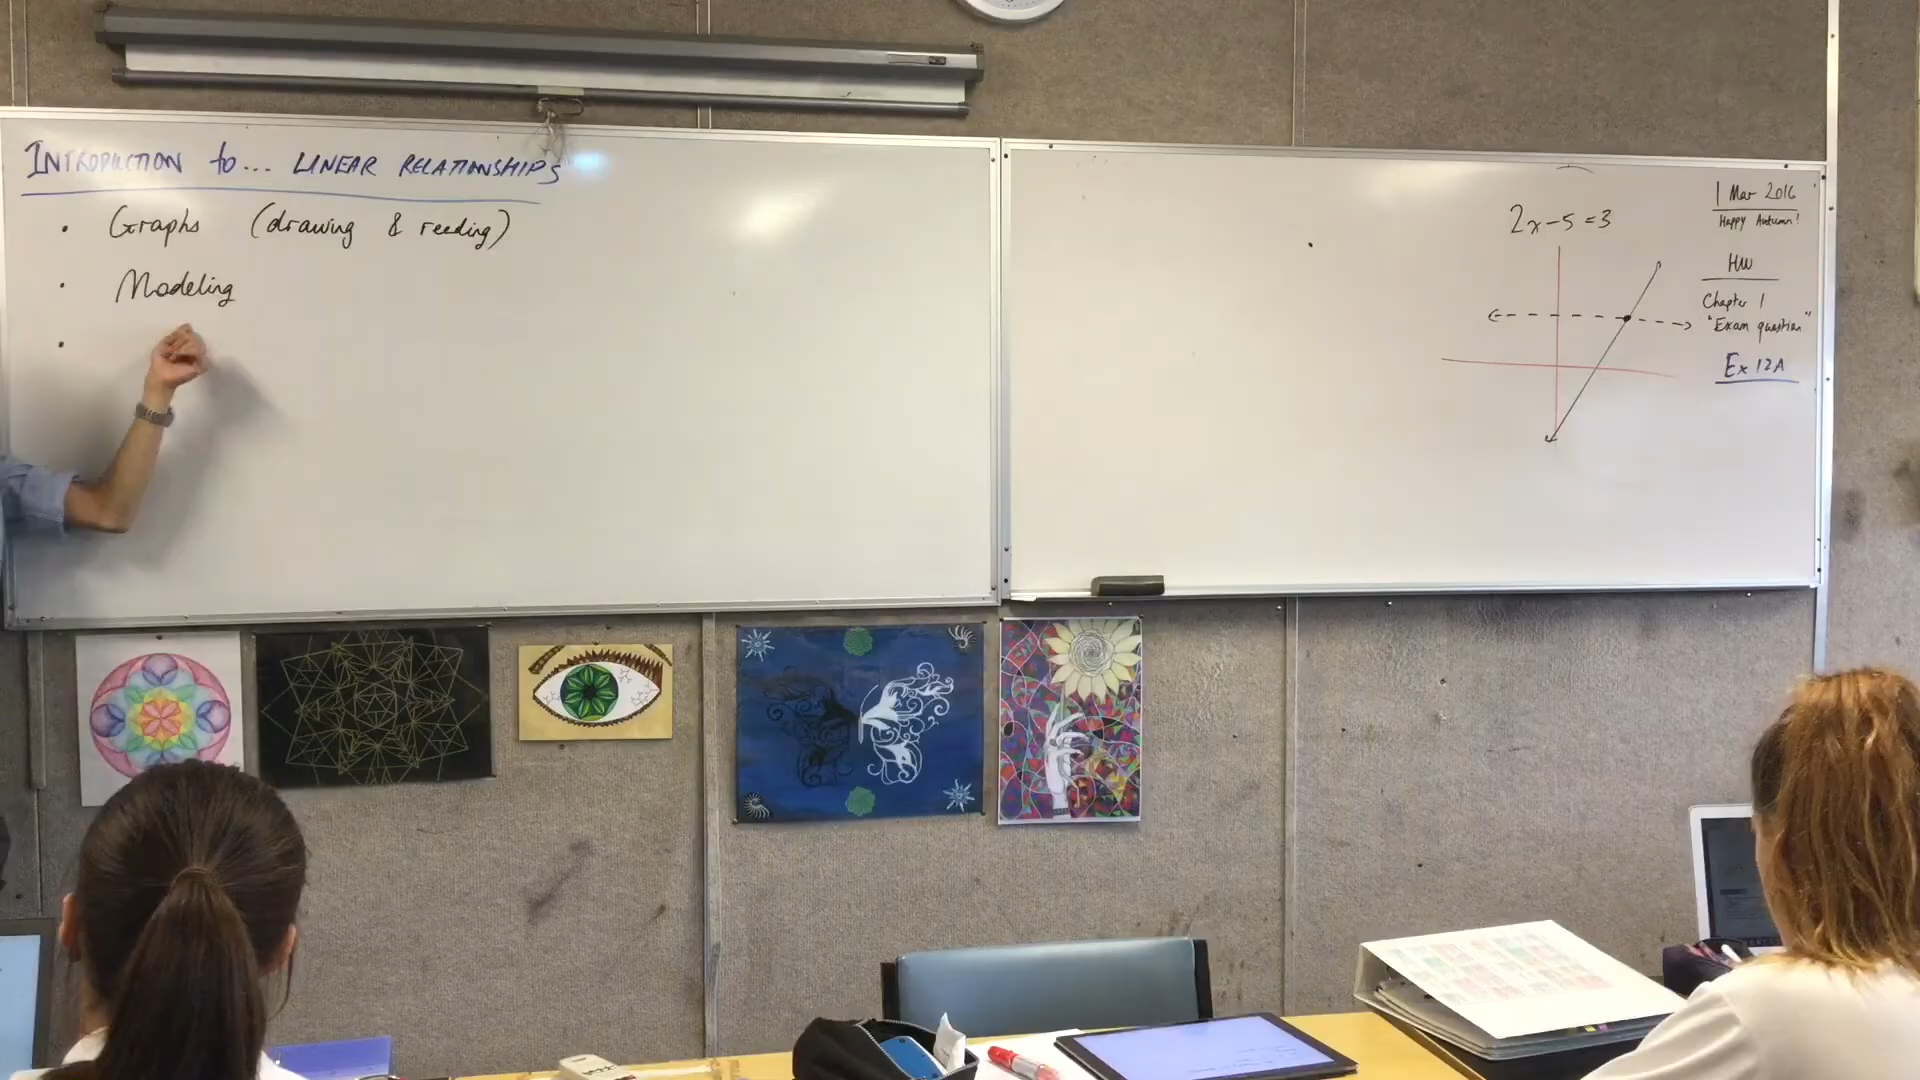 INTRODUCTION to... LINEAR RELATIONSHIPS
• Graphs (drawing & reeding)
• Modeling
•
2x-5=3
1 Mar 2016
Happy Autumn!
HW
Chapter 1
"Exam question"
Ex 12A